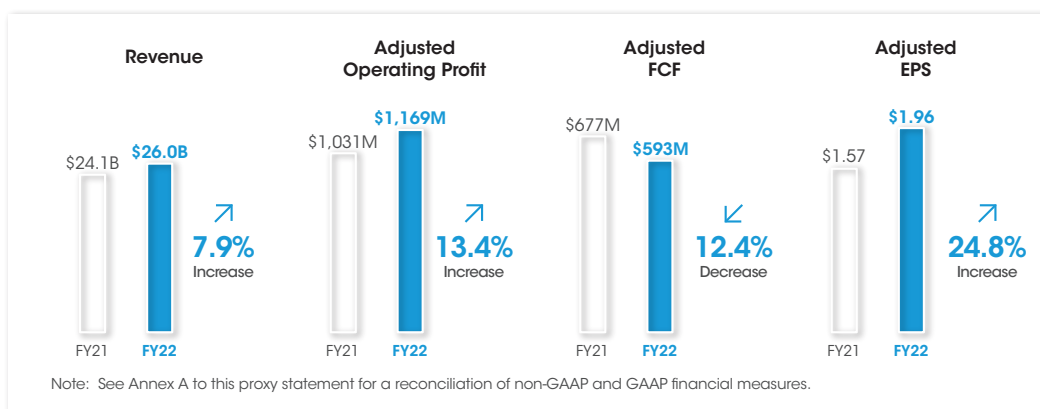 Revenue
$24.1B
$26.0B
7.9%
Increase
FY21
FY22
Adjusted
Operating Profit
$1,031M
$1,169M
13.4%
Increase
FY21
FY22
Adjusted
FCF
$677M
$593M
12.4%
Decrease
FY21
FY22
Adjusted
EPS
$1.57
$1.96
24.8%
Increase
FY21
FY22
Note: See Annex A to this proxy statement for a reconciliation of non-GAAP and GAAP financial measures.